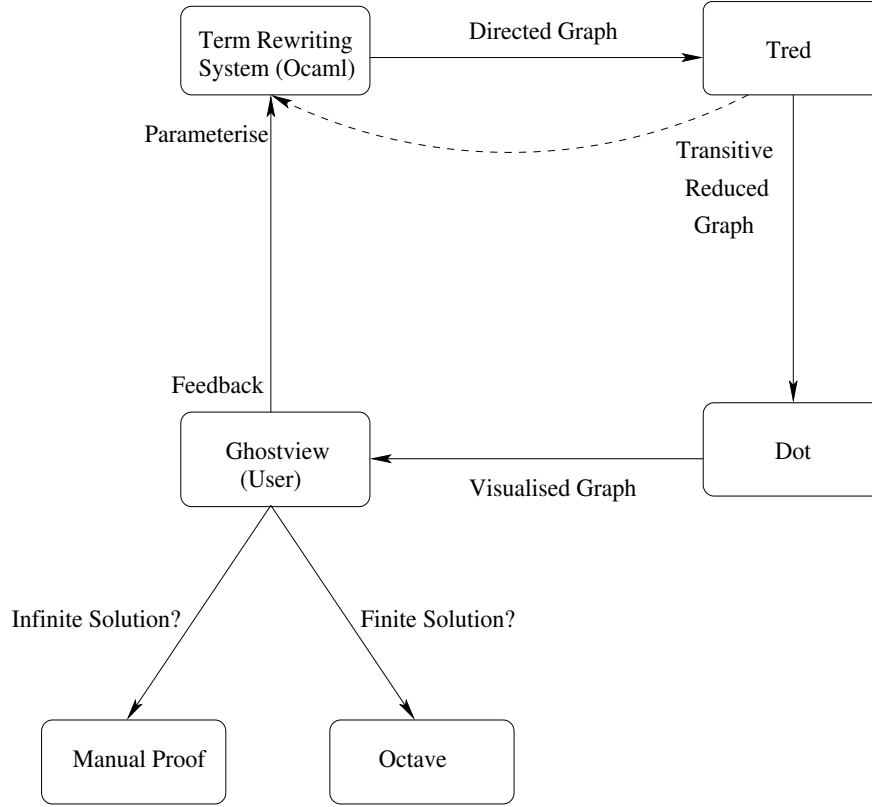 Term Rewriting
System (Ocaml)
Directed Graph
Tred
Parameterise
Transitive
Reduced
Graph
Feedback
Ghostview
(User)
Visualised Graph
Dot
Infinite Solution?
Finite Solution?
Manual Proof
Octave